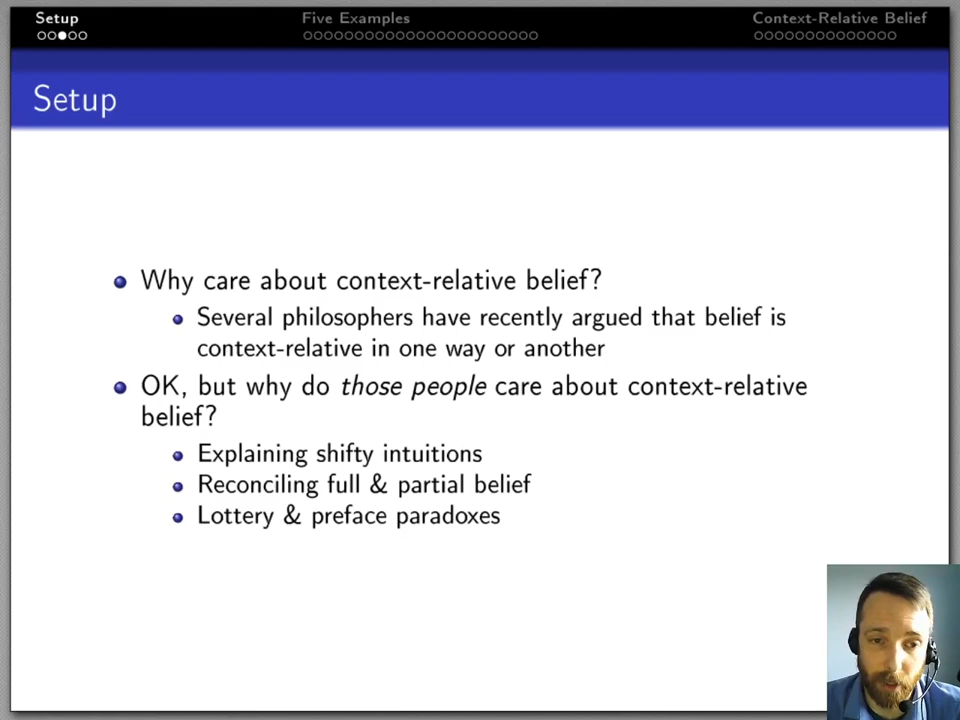 Setup
Five Examples
Context-Relative Belief
Setup
Why care about context-relative belief?
Several philosophers have recently argued that belief is
context-relative in one way or another
OK, but why do those people care about context-relative
belief?
Explaining shifty intuitions
Reconciling full & partial belief
Lottery & preface paradoxes